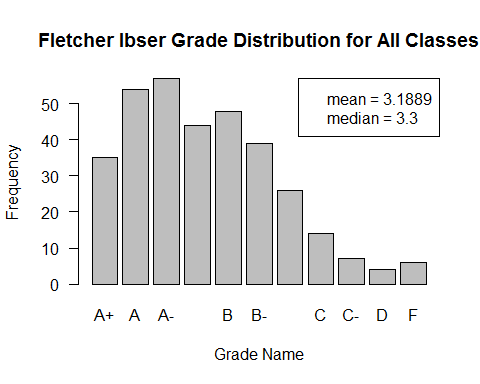 Fletcher Ibser Grade Distribution for All Classes
mean = 3.1889
median = 3.3
50
40
30
20
10
0
Frequency
A+ A A- B B- C C- D F
Grade Name